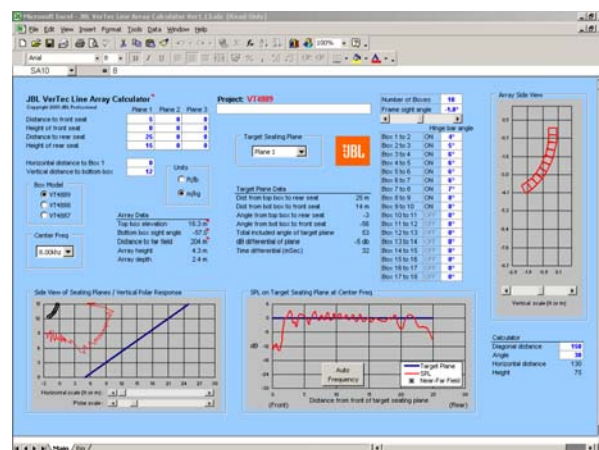 Microsoft Excel - JBL VerTec Line Array Calculator Ver1.13.xls [Read-Only]
File Edit View Insert Format Tools Data Window Help
Arial
100%
SA10
8
JBL VerTec Line Array Calculator
Plane 1 Plane 2 Plane 3
Distance to front seat 5 0 0
Height of front seat 0 0 0
Distance to rear seat 25 0 0
Height of rear seat 15 0 0
Horizontal distance to Box 1 0
Vertical distance to bottom box 12
Units
ft/lb
m/kg
Box Model
VT4889
VT4888
VT4887
Center Freq
8.00khz
Array Data
Top box elevation 16.3 m
Bottom box sight angle -57.0°
Distance to far field 204 m
Array height 4.3 m
Array depth 2.4 m
Project: VT4889
Target Seating Plane
Plane 1
JBL
Target Plane Data
Dist from top box to rear seat 25 m
Dist from bot box to front seat 14 m
Angle from top box to rear seat -3
Angle from bot box to front seat -56
Total included angle of target plane 53
dB differential of plane -5 db
Time differential (mSec) 32
Number of Boxes 10
Frame sight angle
Hinge bar angle
Box 1 to 2 ON 4°
Box 2 to 3 ON 5°
Box 3 to 4 ON 6°
Box 4 to 5 ON
Box 5 to 6 ON
Box 6 to 7 ON
Box 7 to 8 ON 7°
Box 8 to 9 ON
Box 9 to 10 ON
Box 10 to 11 OFF 0°
Box 11 to 12 OFF 0°
Box 12 to 13 OFF 0°
Box 13 to 14 OFF 0°
Box 14 to 15 OFF 0°
Box 15 to 16 OFF 0°
Box 16 to 17 OFF 0°
Box 17 to 18 OFF 0°
Array Side View
Vertical scale (ft or m)
Side View of Seating Planes / Vertical Polar Response
Horizontal scale (ft or m)
Polar scale
SPL on Target Seating Plane at Center Freq
dB
Auto Frequency
Target Plane
SPL
Near-Far Field
0 5 10 15 20 25 30
(Front) Distance from front of target seating plane (Rear)
Calculator
Diagonal distance 150
Angle 30
Horizontal distance 130
Height 75
Main